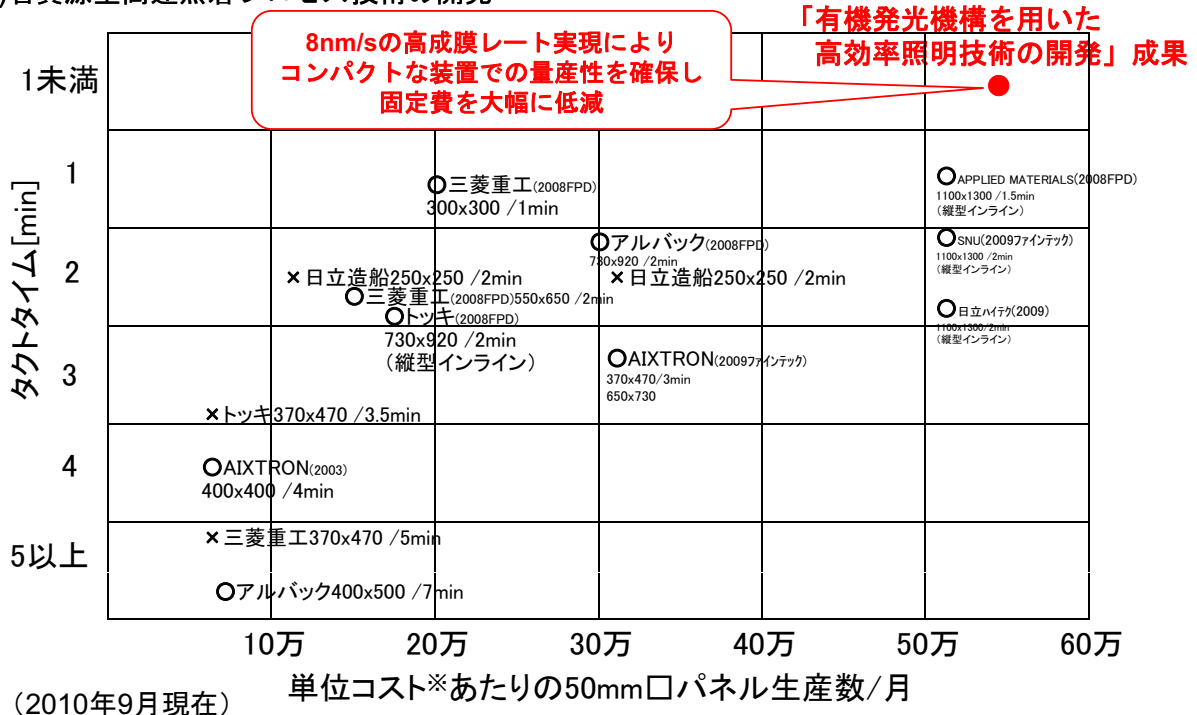 「有機発光機構を用いた
高効率照明技術の開発」成果
8nm/sの高成膜レート実現により
コンパクトな装置での量産性を確保し
固定費を大幅に低減
タクトタイム[min]
1未満
1
2
3
4
5以上
三菱重工(2008FPD)
300x300 /1min
APPLIED MATERIALS(2008FPD)
1100x1300 /1.5min
(縦型インライン)
アルバック(2008FPD)
730x920 /2min
SNU(2009ファインテック)
1100x1300 /2min
(縦型インライン)
×日立造船250x250 /2min
×日立造船250x250 /2min
三菱重工(2008FPD)550x650 /2min
トッキ(2008FPD)
730x920 /2min
(縦型インライン)
日立ハイテク(2009)
1100x1300/2min
(縦型インライン)
AIXTRON(2009ファインテック)
370x470/3min
650x730
×トッキ370x470 /3.5min
AIXTRON(2003)
400x400 /4min
×三菱重工370x470 /5min
アルバック400x500 /7min
10万 20万 30万 40万 50万 60万
単位コスト※あたりの50mm□パネル生産数/月
(2010年9月現在)